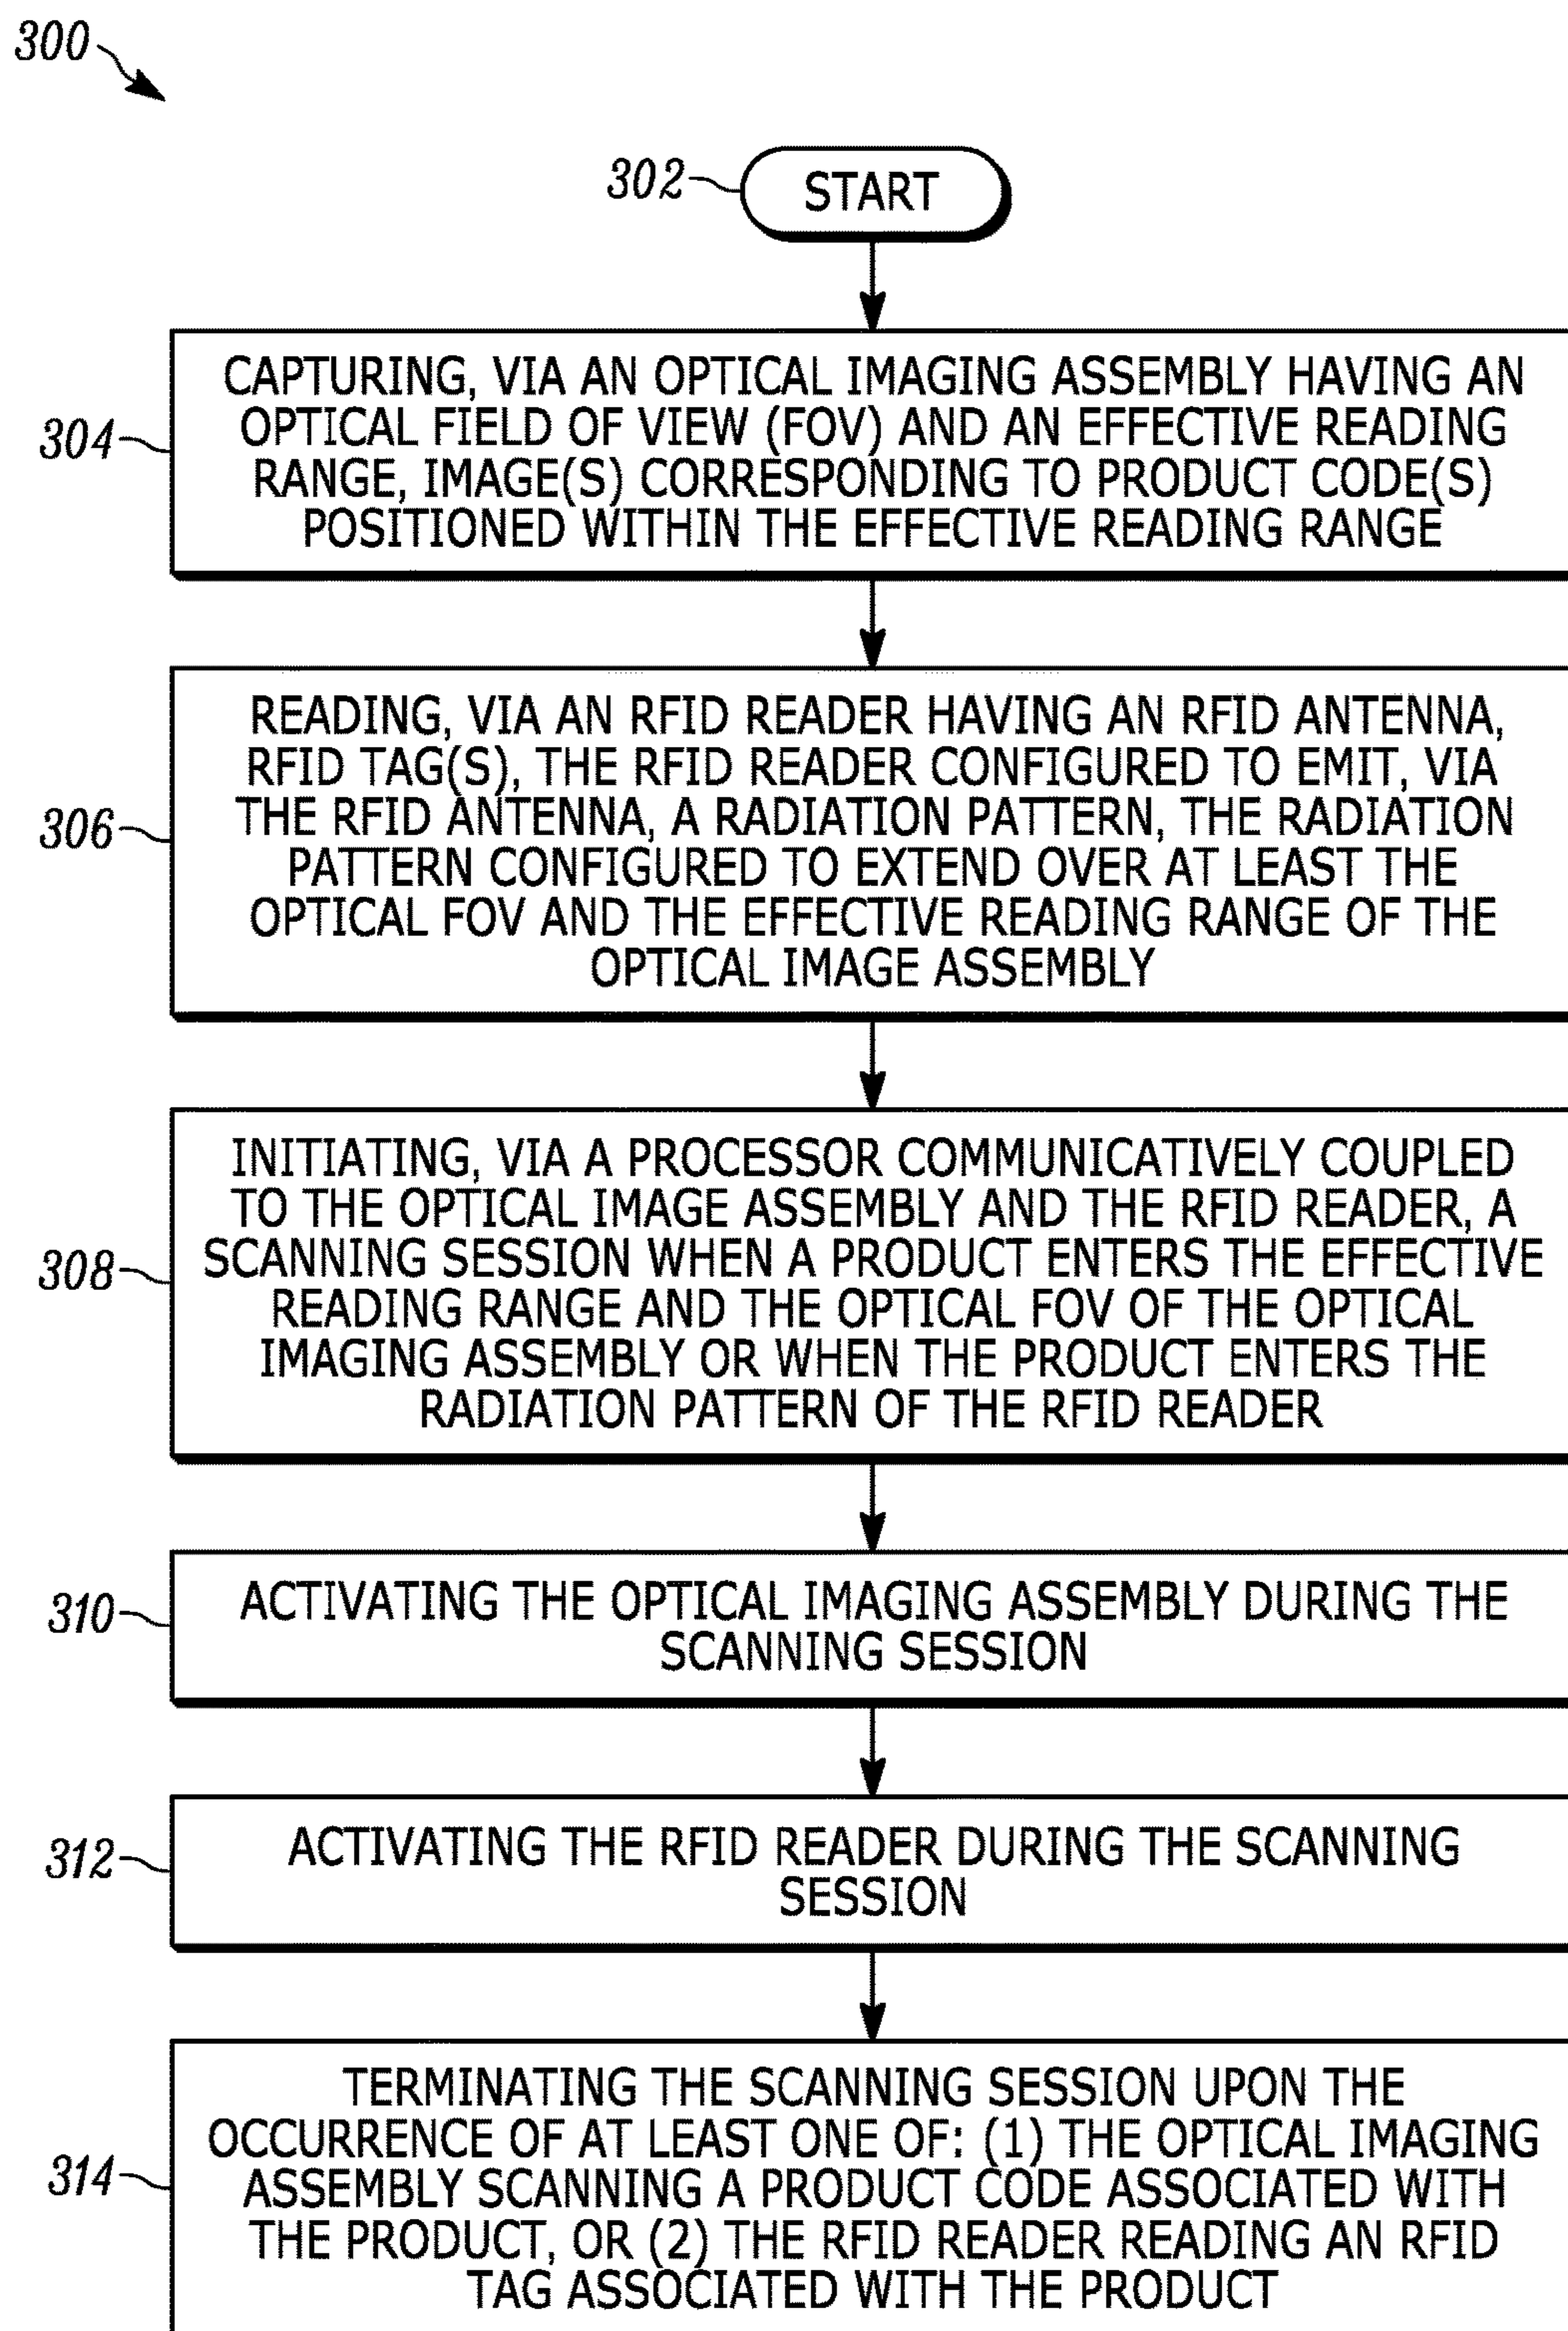 300
302
START
304
CAPTURING, VIA AN OPTICAL IMAGING ASSEMBLY HAVING AN
OPTICAL FIELD OF VIEW (FOV) AND AN EFFECTIVE READING
RANGE, IMAGE(S) CORRESPONDING TO PRODUCT CODE(S)
POSITIONED WITHIN THE EFFECTIVE READING RANGE
306
READING, VIA AN RFID READER HAVING AN RFID ANTENNA,
RFID TAG(S), THE RFID READER CONFIGURED TO EMIT, VIA
THE RFID ANTENNA, A RADIATION PATTERN, THE RADIATION
PATTERN CONFIGURED TO EXTEND OVER AT LEAST THE
OPTICAL FOV AND THE EFFECTIVE READING RANGE OF THE
OPTICAL IMAGE ASSEMBLY
308
INITIATING, VIA A PROCESSOR COMMUNICATIVELY COUPLED
TO THE OPTICAL IMAGE ASSEMBLY AND THE RFID READER, A
SCANNING SESSION WHEN A PRODUCT ENTERS THE EFFECTIVE
READING RANGE AND THE OPTICAL FOV OF THE OPTICAL
IMAGING ASSEMBLY OR WHEN THE PRODUCT ENTERS THE
RADIATION PATTERN OF THE RFID READER
310
ACTIVATING THE OPTICAL IMAGING ASSEMBLY DURING THE
SCANNING SESSION
312
ACTIVATING THE RFID READER DURING THE SCANNING
SESSION
314
TERMINATING THE SCANNING SESSION UPON THE
OCCURRENCE OF AT LEAST ONE OF: (1) THE OPTICAL IMAGING
ASSEMBLY SCANNING A PRODUCT CODE ASSOCIATED WITH
THE PRODUCT, OR (2) THE RFID READER READING AN RFID
TAG ASSOCIATED WITH THE PRODUCT